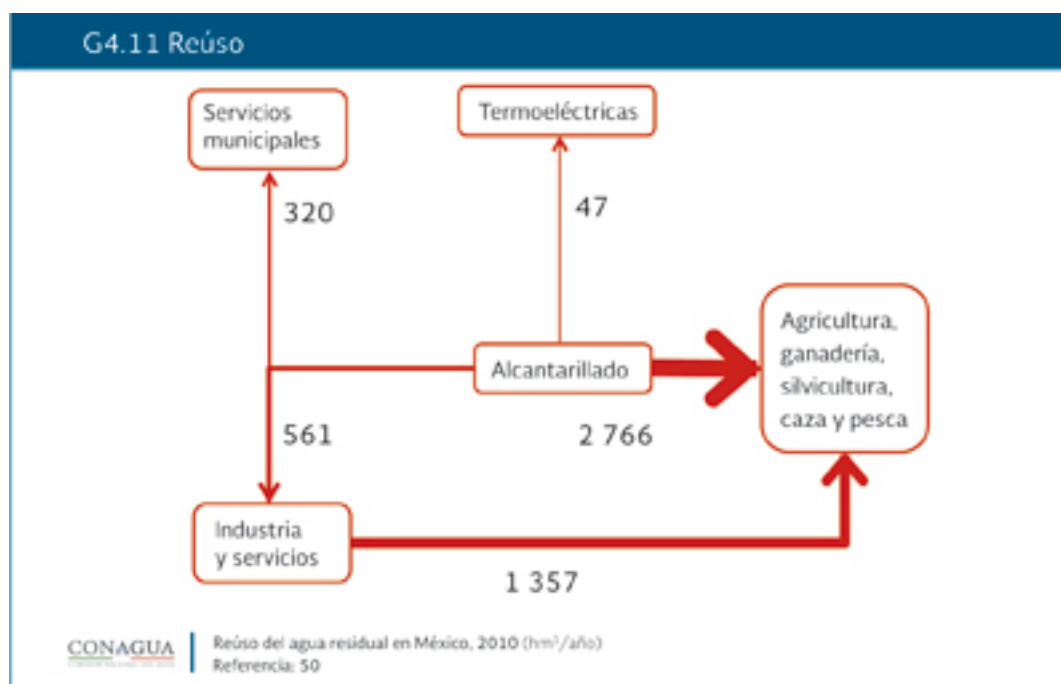 G4.11 Reúso
Servicios
municipales
Termoeléctricas
320
47
Agricultura,
ganadería,
silvicultura,
caza y pesca
Alcantarillado
561
2 766
Industria
y servicios
1 357
CONAGUA
Reúso del agua residual en México, 2010 (hm³/año)
Referencia: 50